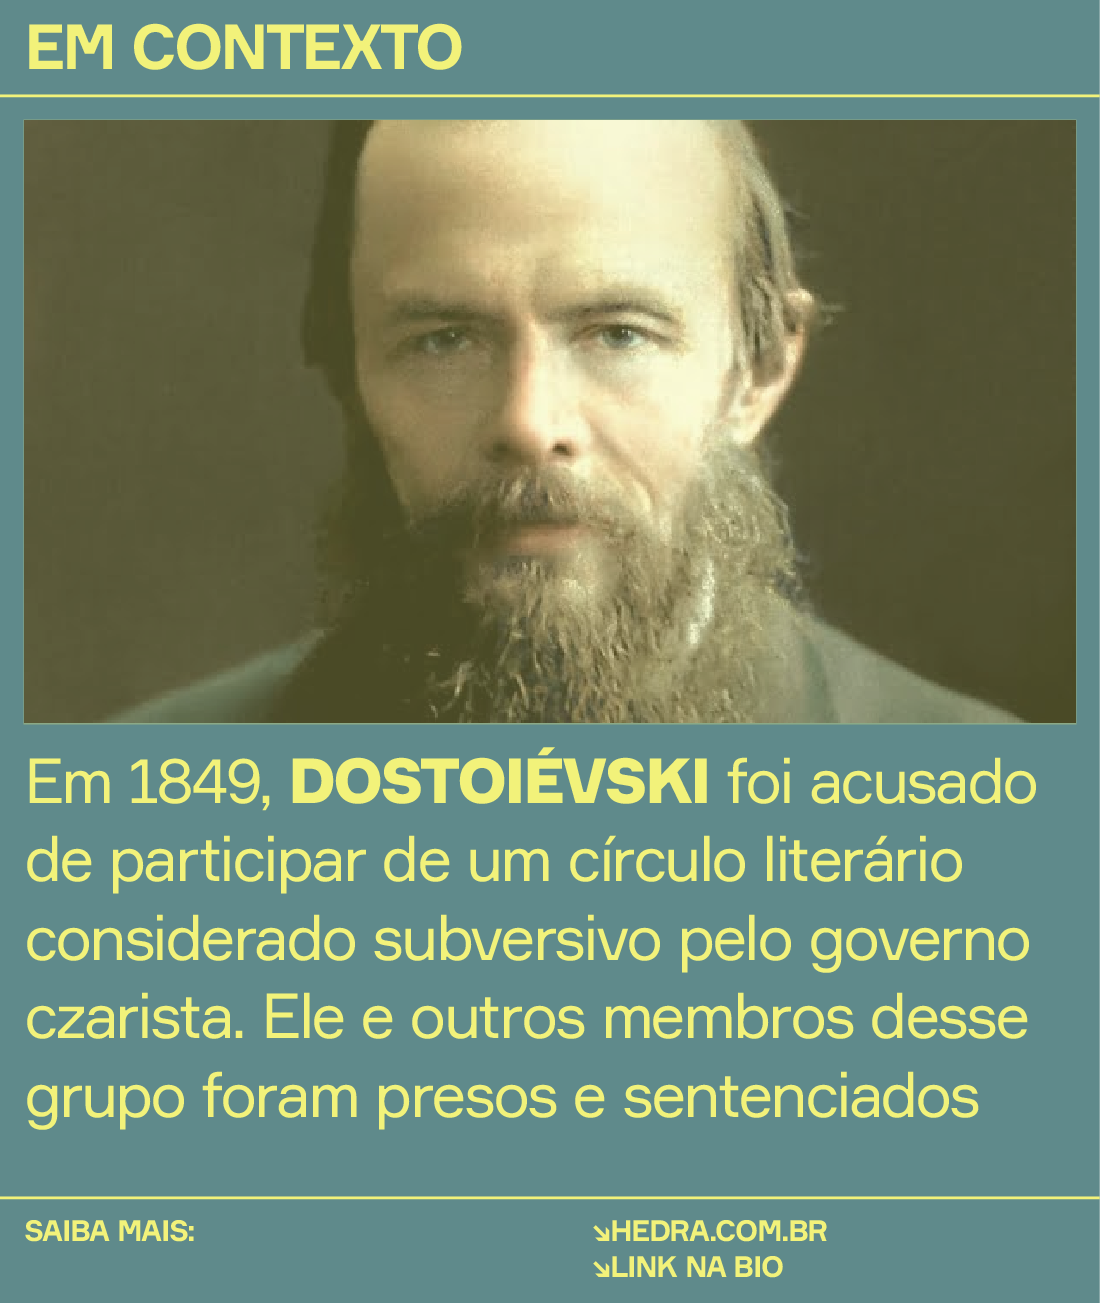 EM CONTEXTO
Em 1849, DOSTOIÉVSKI foi acusado
de participar de um círculo literário
considerado subversivo pelo governo
czarista. Ele e outros membros desse
grupo foram presos e sentenciados
SAIBA MAIS:
↘HEDRA.COM.BR
↘LINK NA BIO